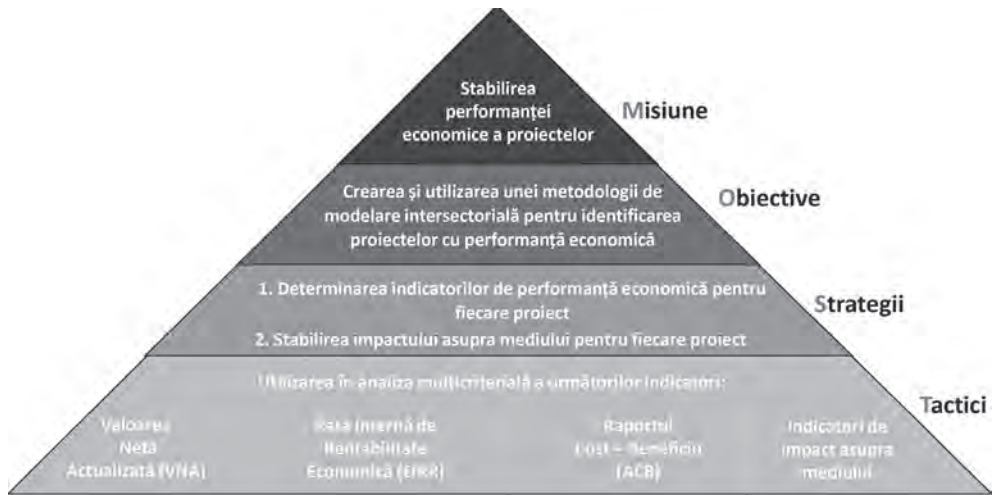 Stabilirea
performanței
economice a proiectelor
Misiune
Crearea și utilizarea unei metodologii de
modelare intersectorială pentru identificarea
proiectelor cu performanță economică
Obiective
1. Determinarea indicatorilor de performanță economică pentru
fiecare proiect
2. Stabilirea impactului asupra mediului pentru fiecare proiect
Strategii
Utilizarea în analiza multicriterială a următorilor indicatori:
Tactici
Valoarea
Netă
Actualizată (VNA)
Rata Internă de
Rentabilitate
Economică (EIRR)
Raportul
Cost – Beneficiu
(ACB)
Indicatori de
impact asupra
mediului